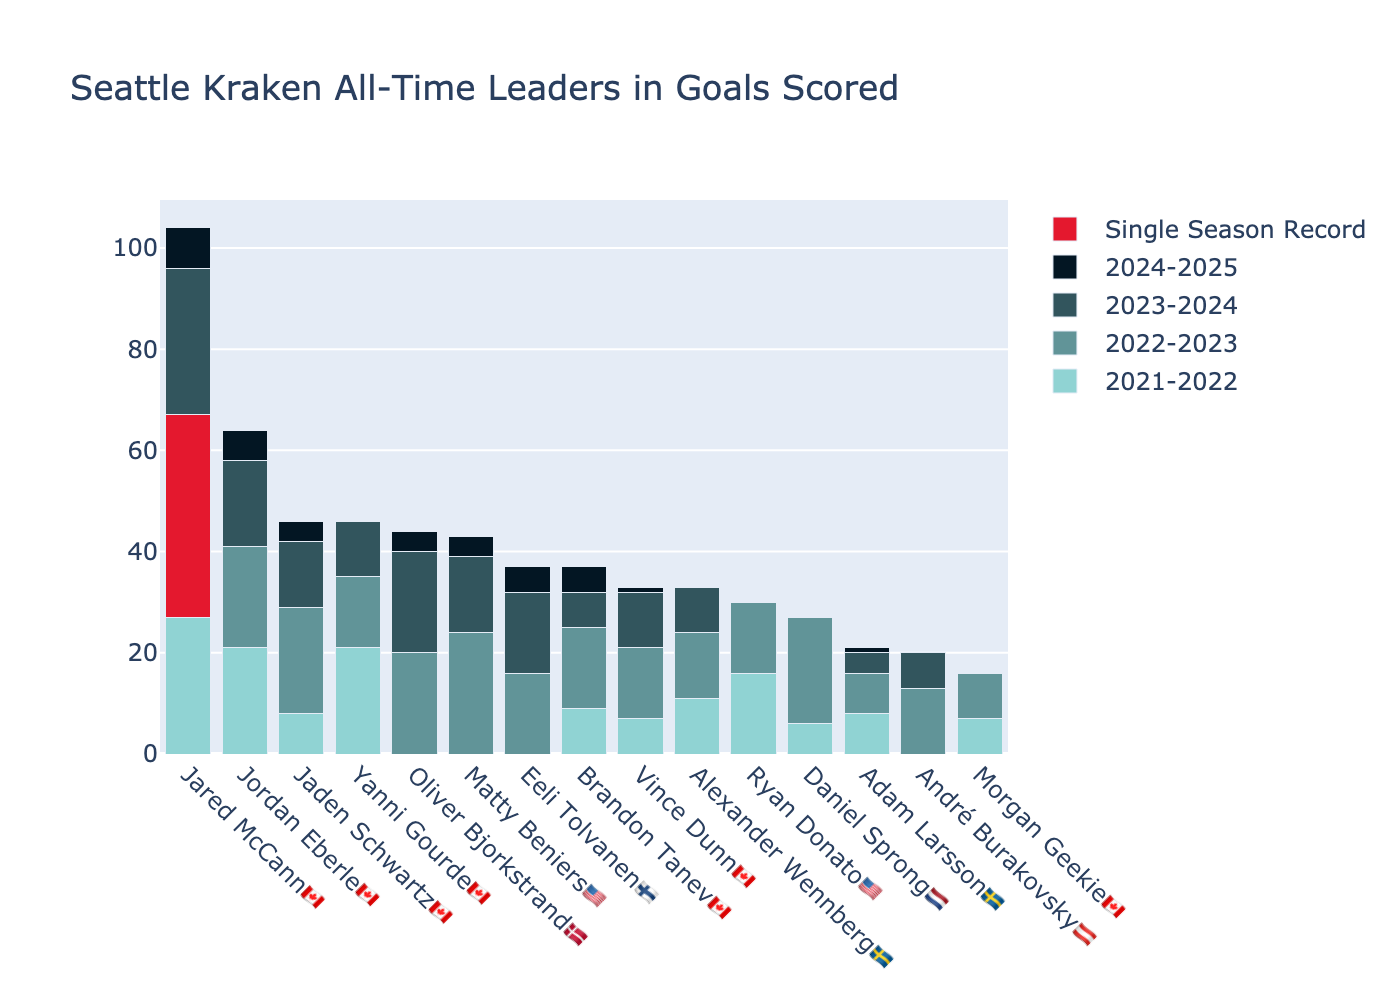 Seattle Kraken All-Time Leaders in Goals Scored
Single Season Record
2024-2025
2023-2024
2022-2023
2021-2022
100
80
60
40
20
0
Jared McCann🇨🇦
Jordan Eberle🇨🇦
Jaden Schwartz🇨🇦
Yanni Gourde🇨🇦
Oliver Bjorkstrand🇩🇰
Matty Beniers🇺🇸
Eeli Tolvanen🇫🇮
Brandon Tanev🇨🇦
Vince Dunn🇨🇦
Alexander Wennberg🇸🇪
Ryan Donato🇺🇸
Daniel Sprong🇳🇱
Adam Larsson🇸🇪
André Burakovsky🇦🇹
Morgan Geekie🇨🇦